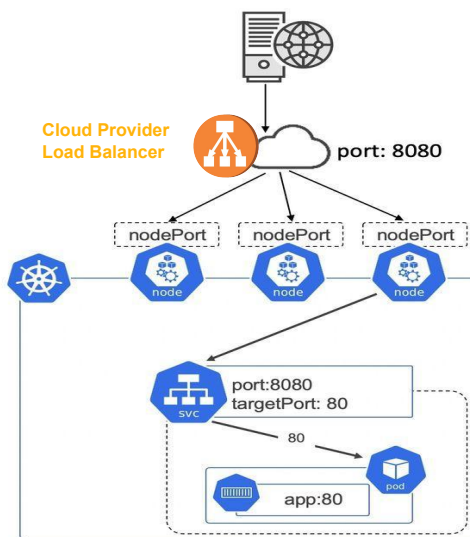 Cloud Provider
Load Balancer
port: 8080
nodePort
nodePort
nodePort
node
node
node
port:8080
targetPort: 80
svc
80
pod
app:80